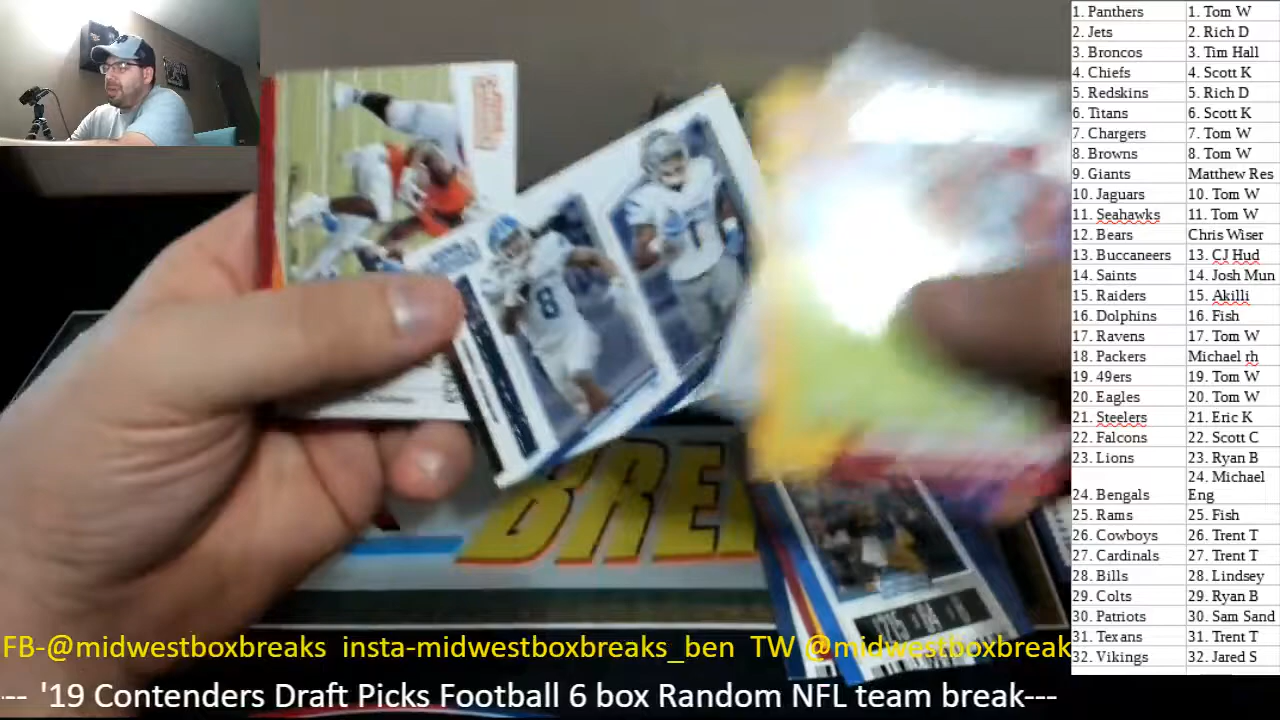 1. Panthers 1. Tom W
2. Jets 2. Rich D
3. Broncos 3. Tim Hall
4. Chiefs 4. Scott K
5. Redskins 5. Rich D
6. Titans 6. Scott K
7. Chargers 7. Tom W
8. Browns 8. Tom W
9. Giants Matthew Res
10. Jaguars 10. Tom W
11. Seahawks 11. Tom W
12. Bears Chris Wiser
13. Buccaneers 13. CJ Hud
14. Saints 14. Josh Mun
15. Raiders 15. Akilli
16. Dolphins 16. Fish
17. Ravens 17. Tom W
18. Packers Michael rh
19. 49ers 19. Tom W
20. Eagles 20. Tom W
21. Steelers 21. Eric K
22. Falcons 22. Scott C
23. Lions 23. Ryan B
24. Michael
24. Bengals Eng
25. Rams 25. Fish
26. Cowboys 26. Trent T
27. Cardinals 27. Trent T
28. Bills 28. Lindsey
29. Colts 29. Ryan B
30. Patriots 30. Sam Sand
31. Texans 31. Trent T
32. Vikings 32. Jared S
8
BRE
FB-@midwestboxbreaks insta-midwestboxbreaks_ben TW @midwestboxbreak
-- '19 Contenders Draft Picks Football 6 box Random NFL team break---